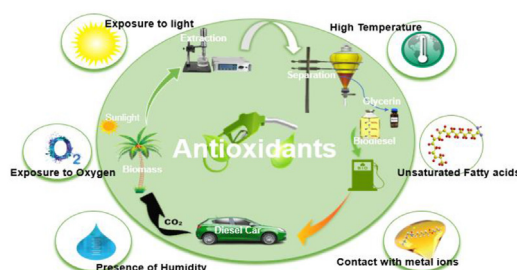 Exposure to light
Extraction
High Temperature
Separation
Glycerin
Sunlight
Antioxidants
Biodiesel
O2
Exposure to Oxygen
Biomass
Unsaturated Fatty acids
CO₂
Diesel Car
Presence of Humidity
Contact with metal ions